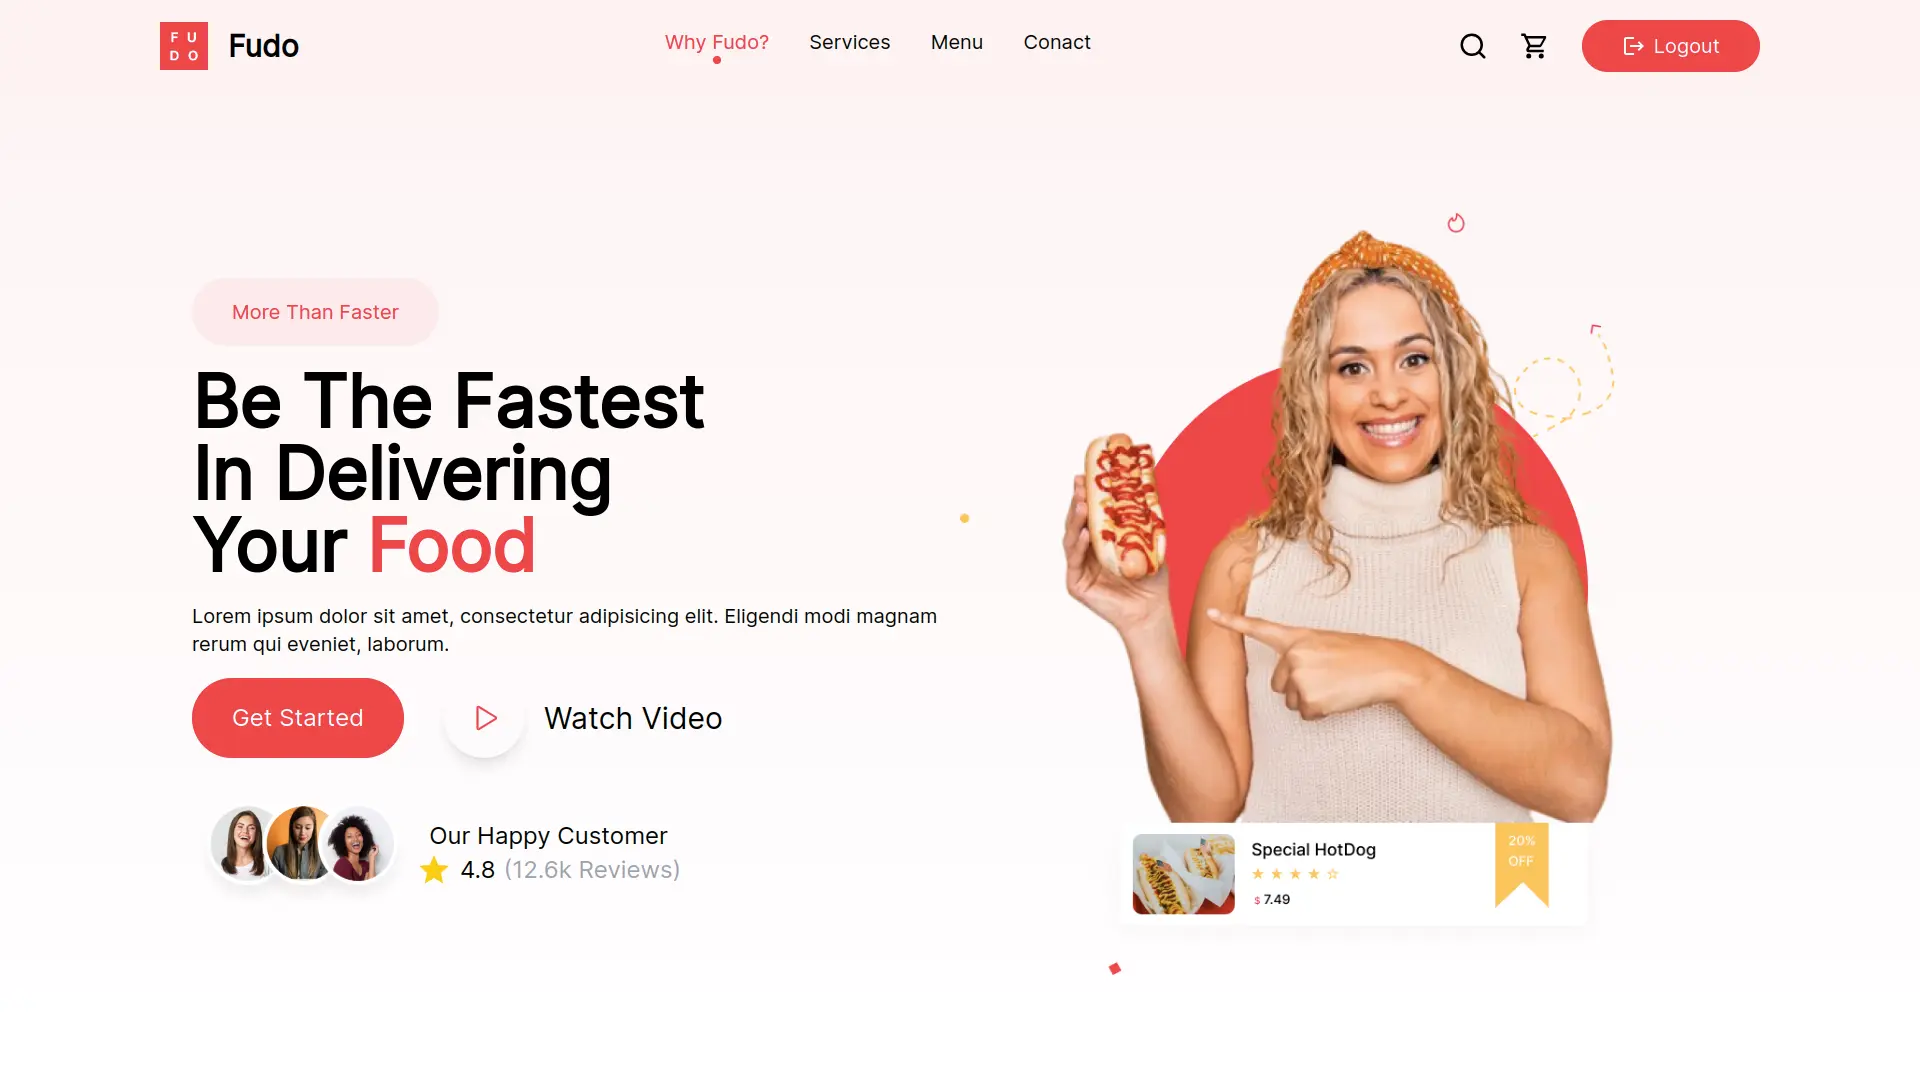 F U
D O
Fudo
Why Fudo?
Services
Menu
Conact
Logout
More Than Faster
Be The Fastest
In Delivering
Your Food
Lorem ipsum dolor sit amet, consectetur adipisicing elit. Eligendi modi magnam
rerum qui eveniet, laborum.
Get Started
Watch Video
Our Happy Customer
4.8 (12.6k Reviews)
Special HotDog
$ 7.49
20%
OFF